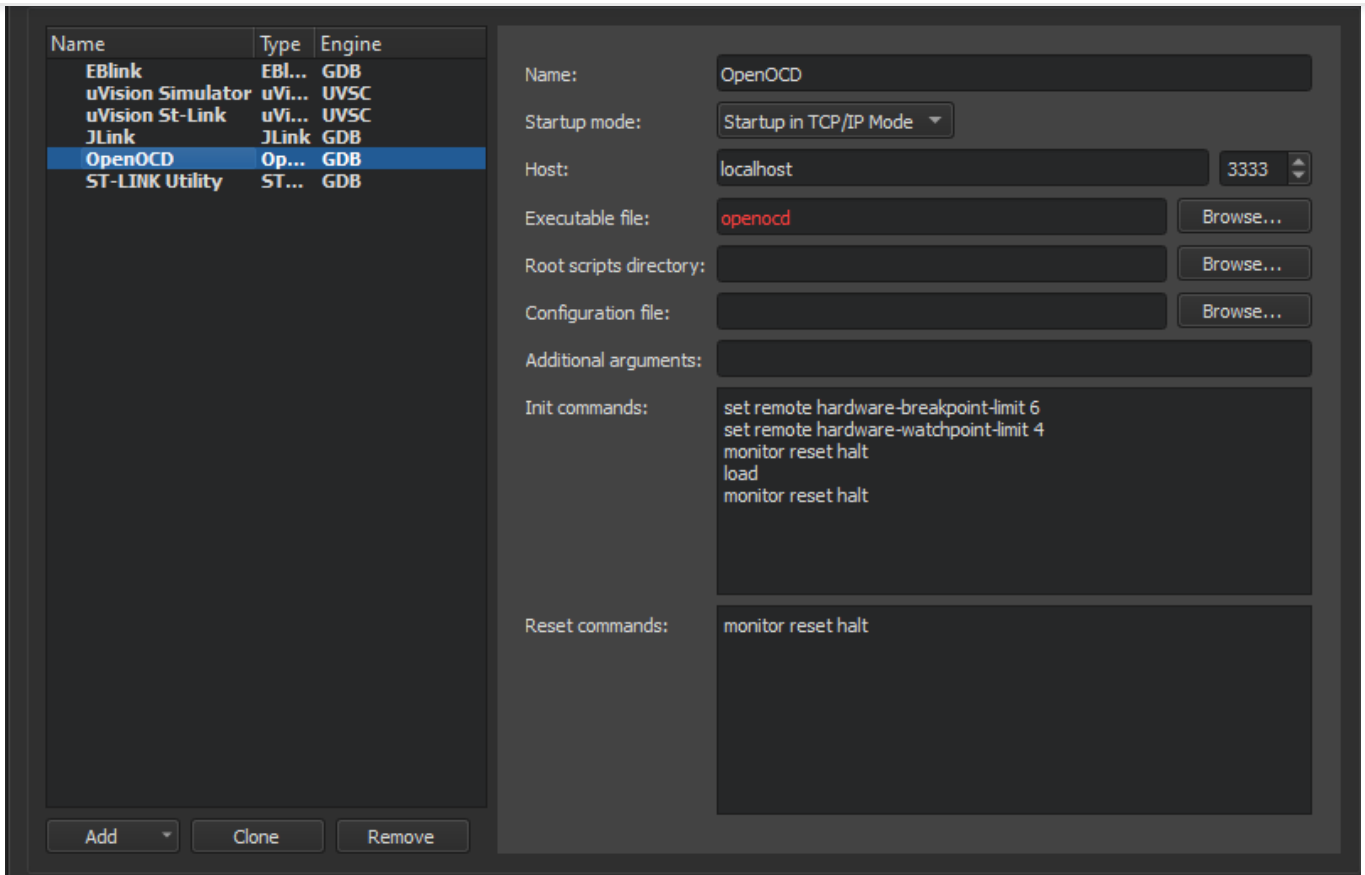 Name Type Engine
EBlink EBl... GDB
uVision Simulator uVi... UVSC
uVision St-Link uVi... UVSC
JLink JLink GDB
OpenOCD Op... GDB
ST-LINK Utility ST... GDB
Add Clone Remove
Name: OpenOCD
Startup mode: Startup in TCP/IP Mode
Host: localhost 3333
Executable file: openocd Browse...
Root scripts directory: Browse...
Configuration file: Browse...
Additional arguments:
Init commands: set remote hardware-breakpoint-limit 6
set remote hardware-watchpoint-limit 4
monitor reset halt
load
monitor reset halt
Reset commands: monitor reset halt